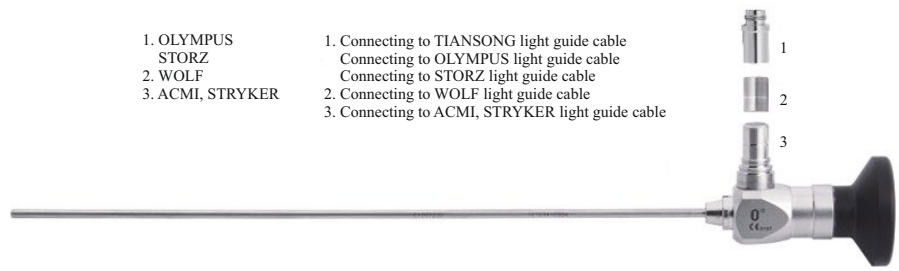 1. OLYMPUS
STORZ
2. WOLF
3. ACMI, STRYKER
1. Connecting to TIANSONG light guide cable
Connecting to OLYMPUS light guide cable
Connecting to STORZ light guide cable
2. Connecting to WOLF light guide cable
3. Connecting to ACMI, STRYKER light guide cable
1
2
3
0°
CE